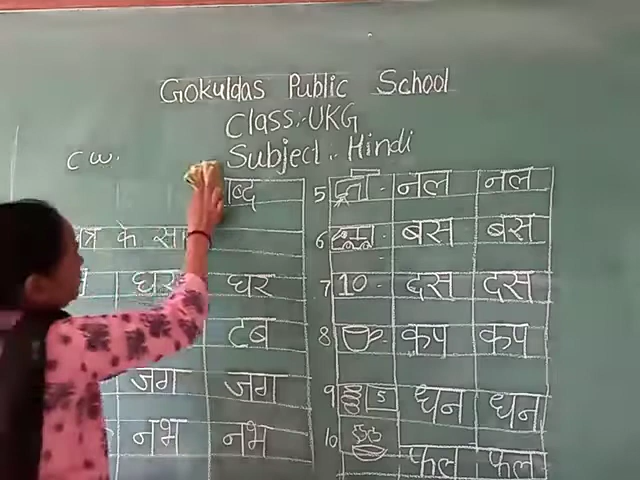 Gokuldas Public School
Class:-UKG
C.W.
Subject:- Hindi
के
घर घर
टब
जग जग
नभ नभ
5 नल नल
6 बस बस
7 10 दस दस
8 कप कप
9 5 धन धन
10 फल फल